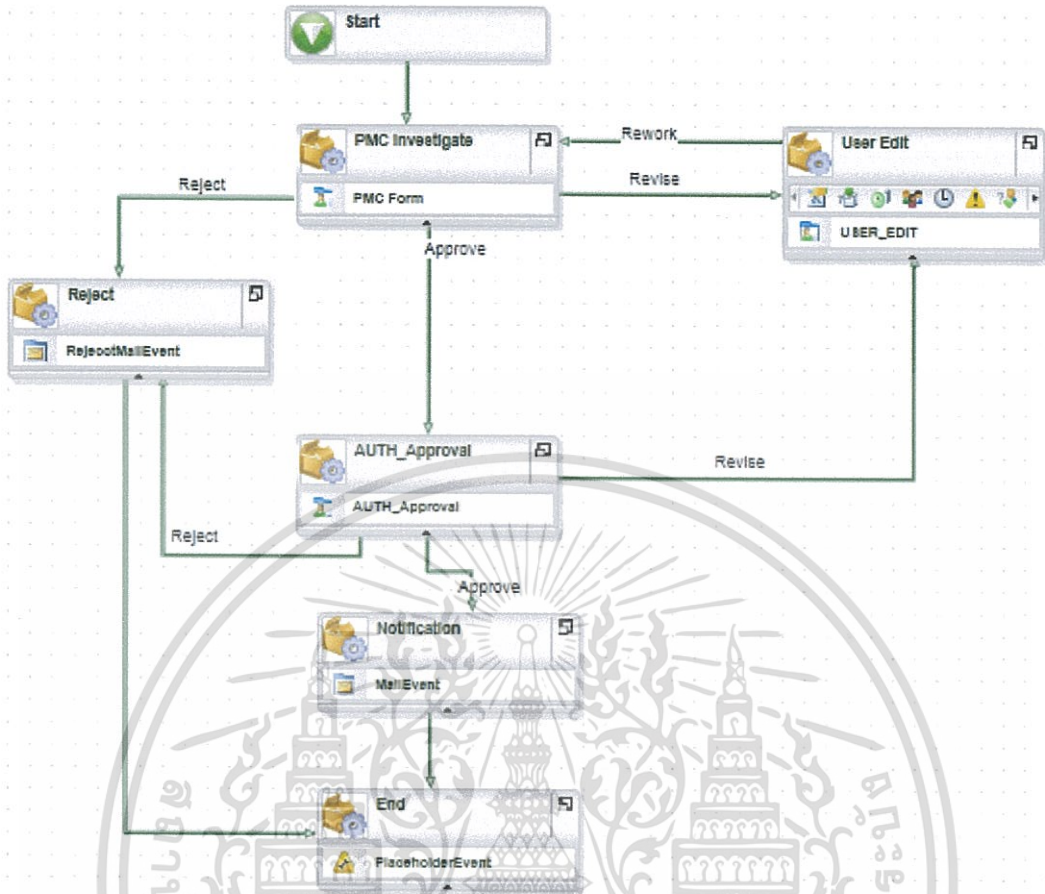 Start
PMC Investigate
PMC Form
Rework
Revise
User Edit
USER_EDIT
Reject
Approve
Reject
RejecctMailEvent
AUTH_Approval
AUTH_Approval
Revise
Reject
Approve
Notification
MailEvent
End
PlaceholderEvent